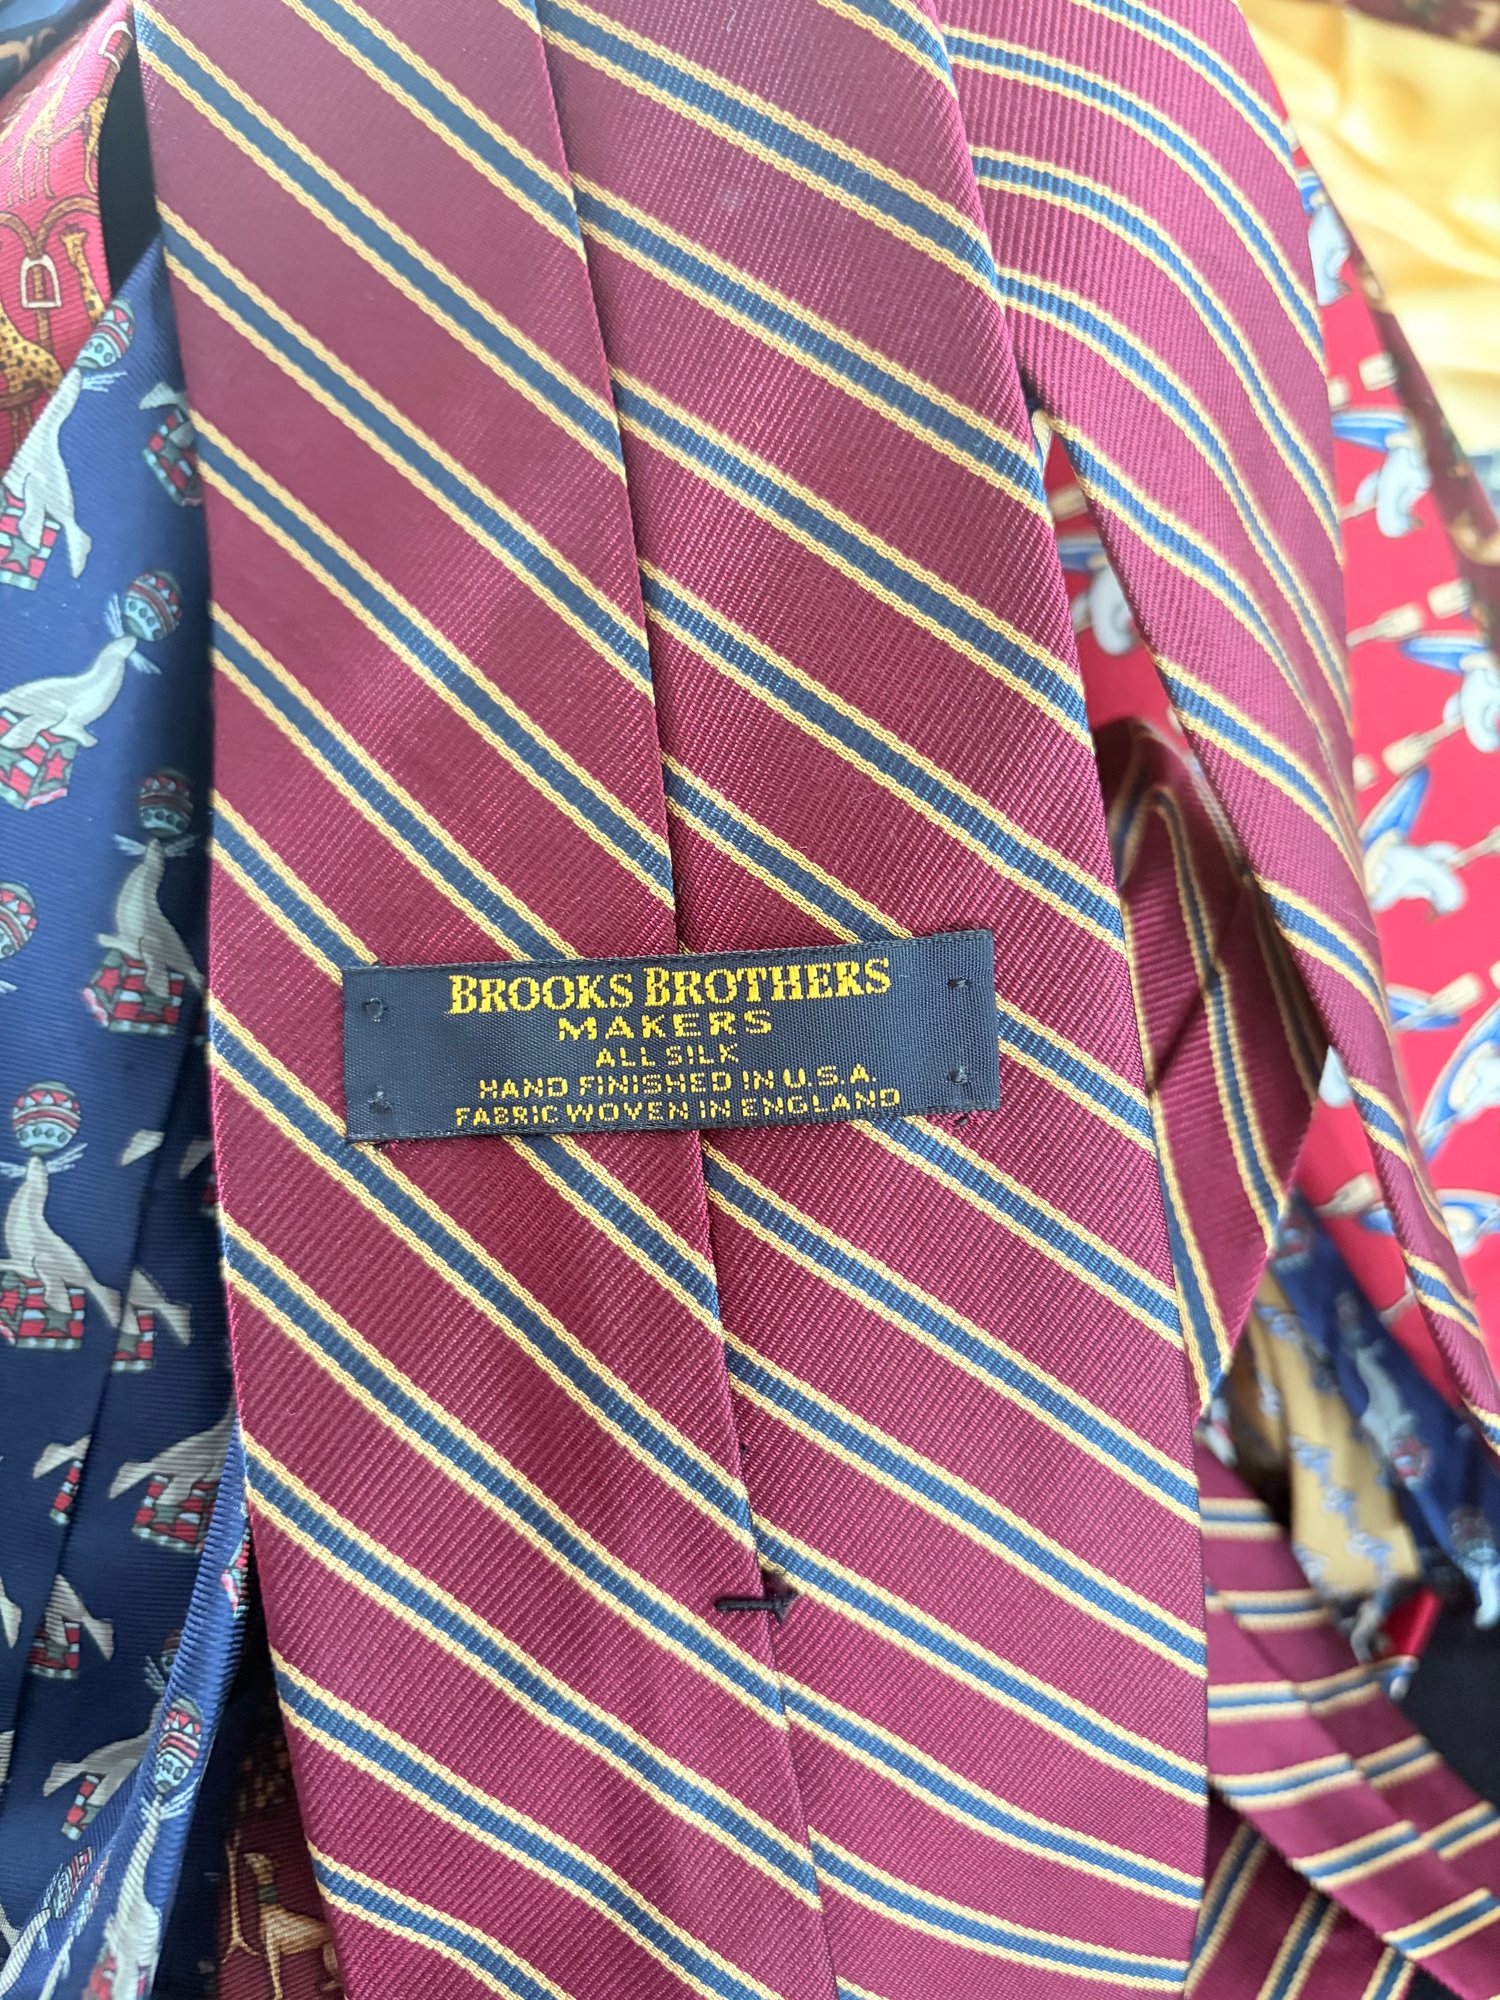 BROOKS BROTHERS
MAKERS
ALL SILK
HAND FINISHED IN U.S.A.
FABRIC WOVEN IN ENGLAND